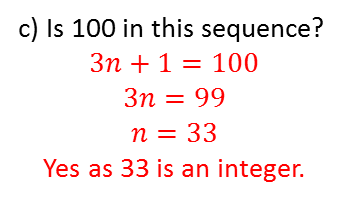 c) Is 100 in this sequence?
3n + 1 = 100
3n = 99
n = 33
Yes as 33 is an integer.